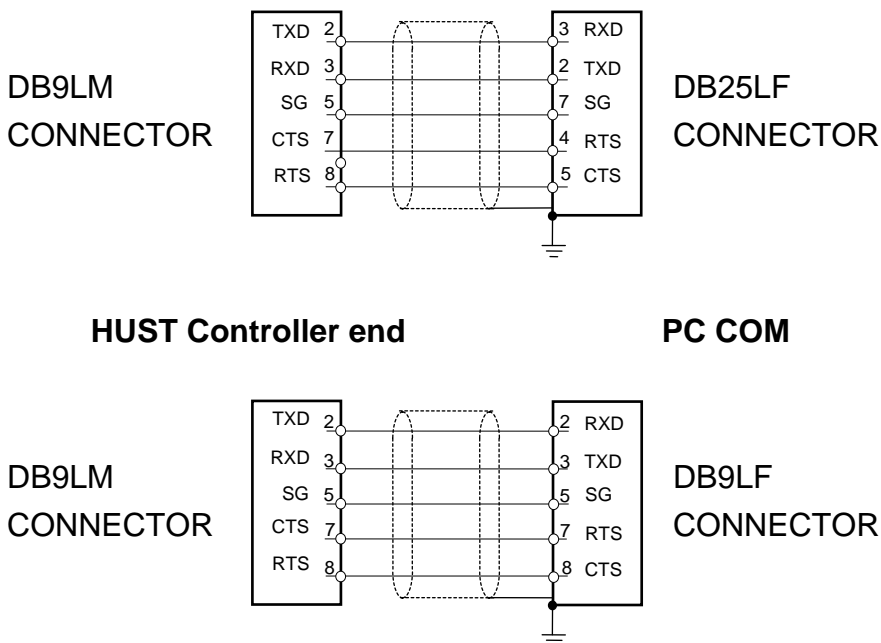 TXD 2 3 RXD
RXD 3 2 TXD
DB9LM SG 5 7 SG DB25LF
CONNECTOR CTS 7 4 RTS CONNECTOR
RTS 8 5 CTS
HUST Controller end PC COM
TXD 2 2 RXD
RXD 3 3 TXD
DB9LM SG 5 5 SG DB9LF
CONNECTOR CTS 7 7 RTS CONNECTOR
RTS 8 8 CTS